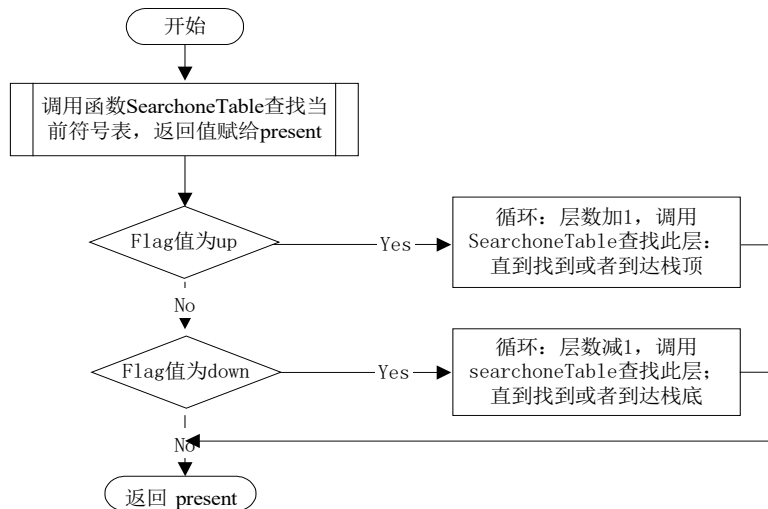 开始
调用函数SearchoneTable查找当
前符号表，返回值赋给present
Flag值为up
Yes
循环：层数加1，调用
SearchoneTable查找此层：
直到找到或者到达栈顶
No
Flag值为down
Yes
循环：层数减1，调用
searchoneTable查找此层；
直到找到或者到达栈底
No
返回 present